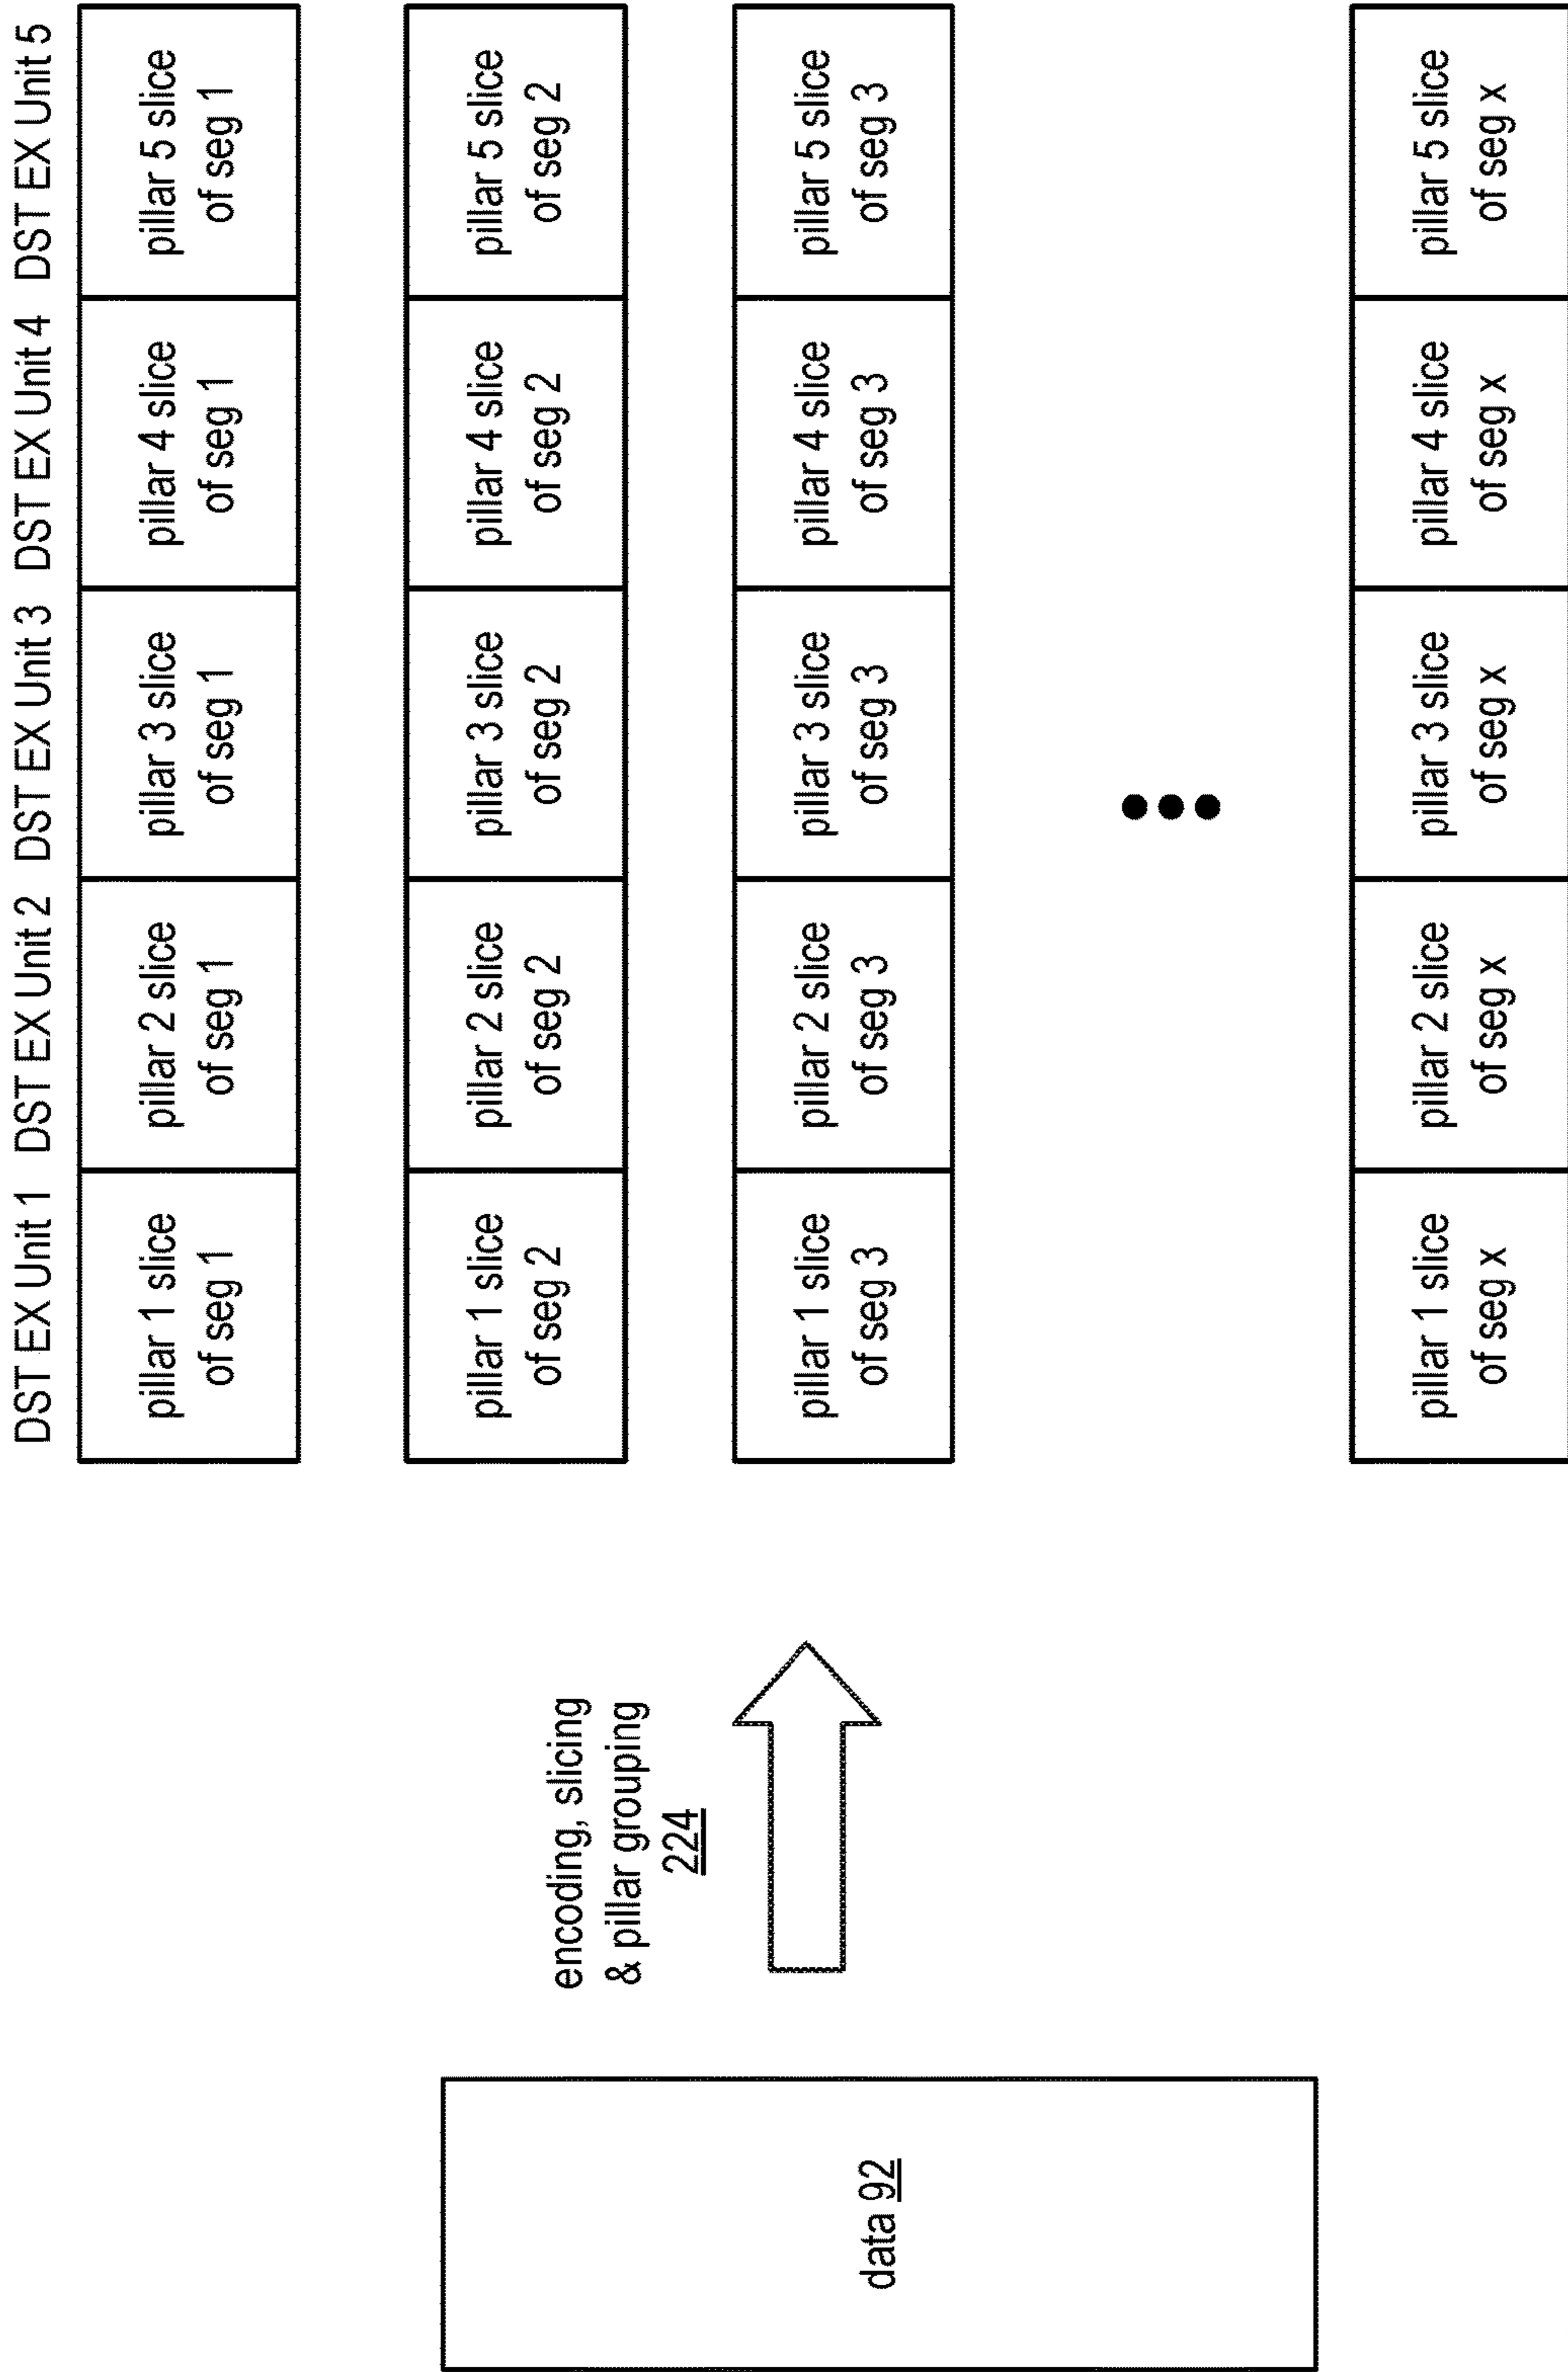 data 92
encoding, slicing
& pillar grouping
224
DST EX Unit 1 DST EX Unit 2 DST EX Unit 3 DST EX Unit 4 DST EX Unit 5
pillar 1 slice
of seg 1
pillar 2 slice
of seg 1
pillar 3 slice
of seg 1
pillar 4 slice
of seg 1
pillar 5 slice
of seg 1
pillar 1 slice
of seg 2
pillar 2 slice
of seg 2
pillar 3 slice
of seg 2
pillar 4 slice
of seg 2
pillar 5 slice
of seg 2
pillar 1 slice
of seg 3
pillar 2 slice
of seg 3
pillar 3 slice
of seg 3
pillar 4 slice
of seg 3
pillar 5 slice
of seg 3
pillar 1 slice
of seg x
pillar 2 slice
of seg x
pillar 3 slice
of seg x
pillar 4 slice
of seg x
pillar 5 slice
of seg x